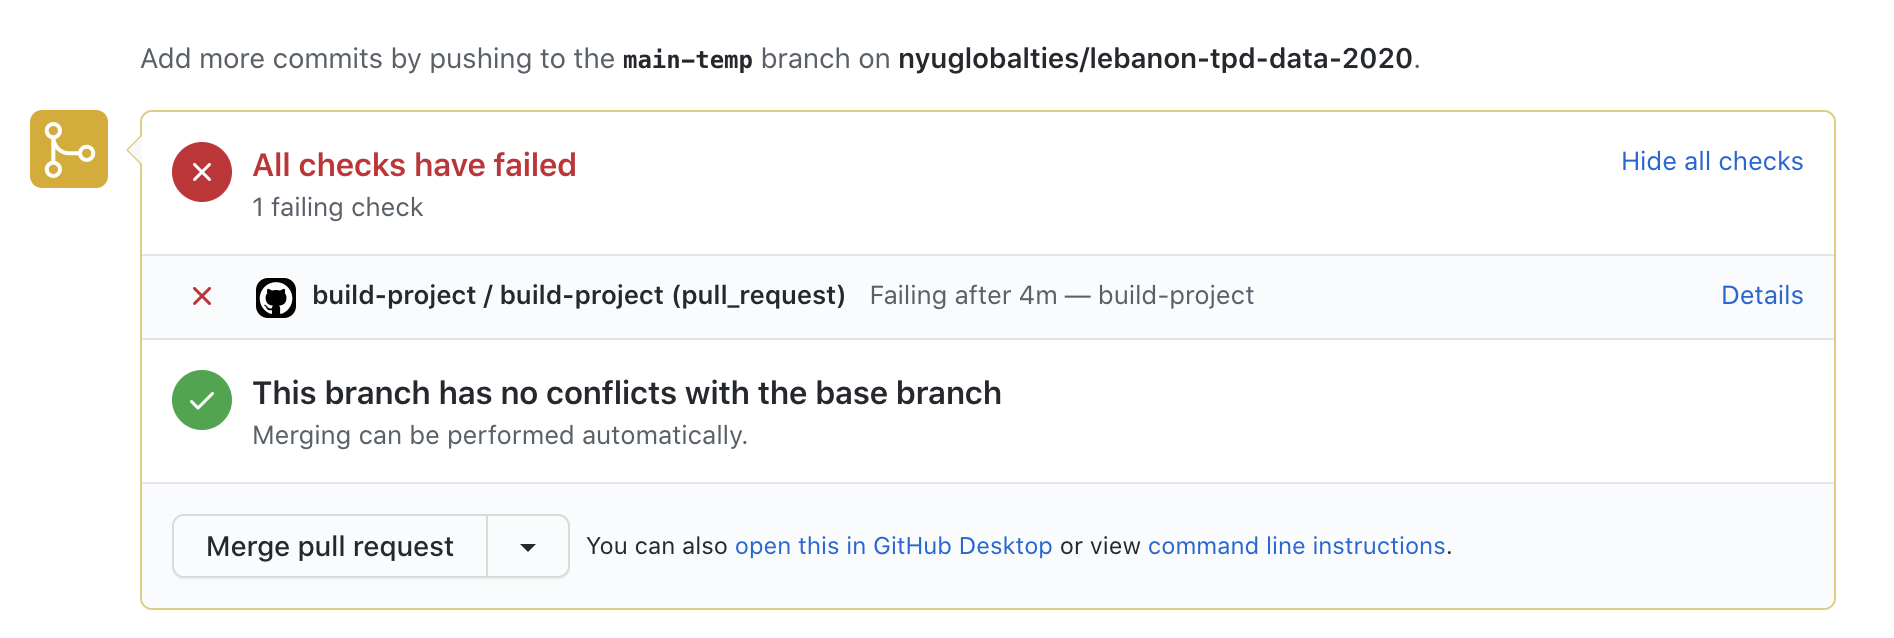 Add more commits by pushing to the main-temp branch on nyuglobalties/lebanon-tpd-data-2020.
All checks have failed
Hide all checks
1 failing check
build-project / build-project (pull_request) Failing after 4m — build-project
Details
This branch has no conflicts with the base branch
Merging can be performed automatically.
Merge pull request
You can also open this in GitHub Desktop or view command line instructions.